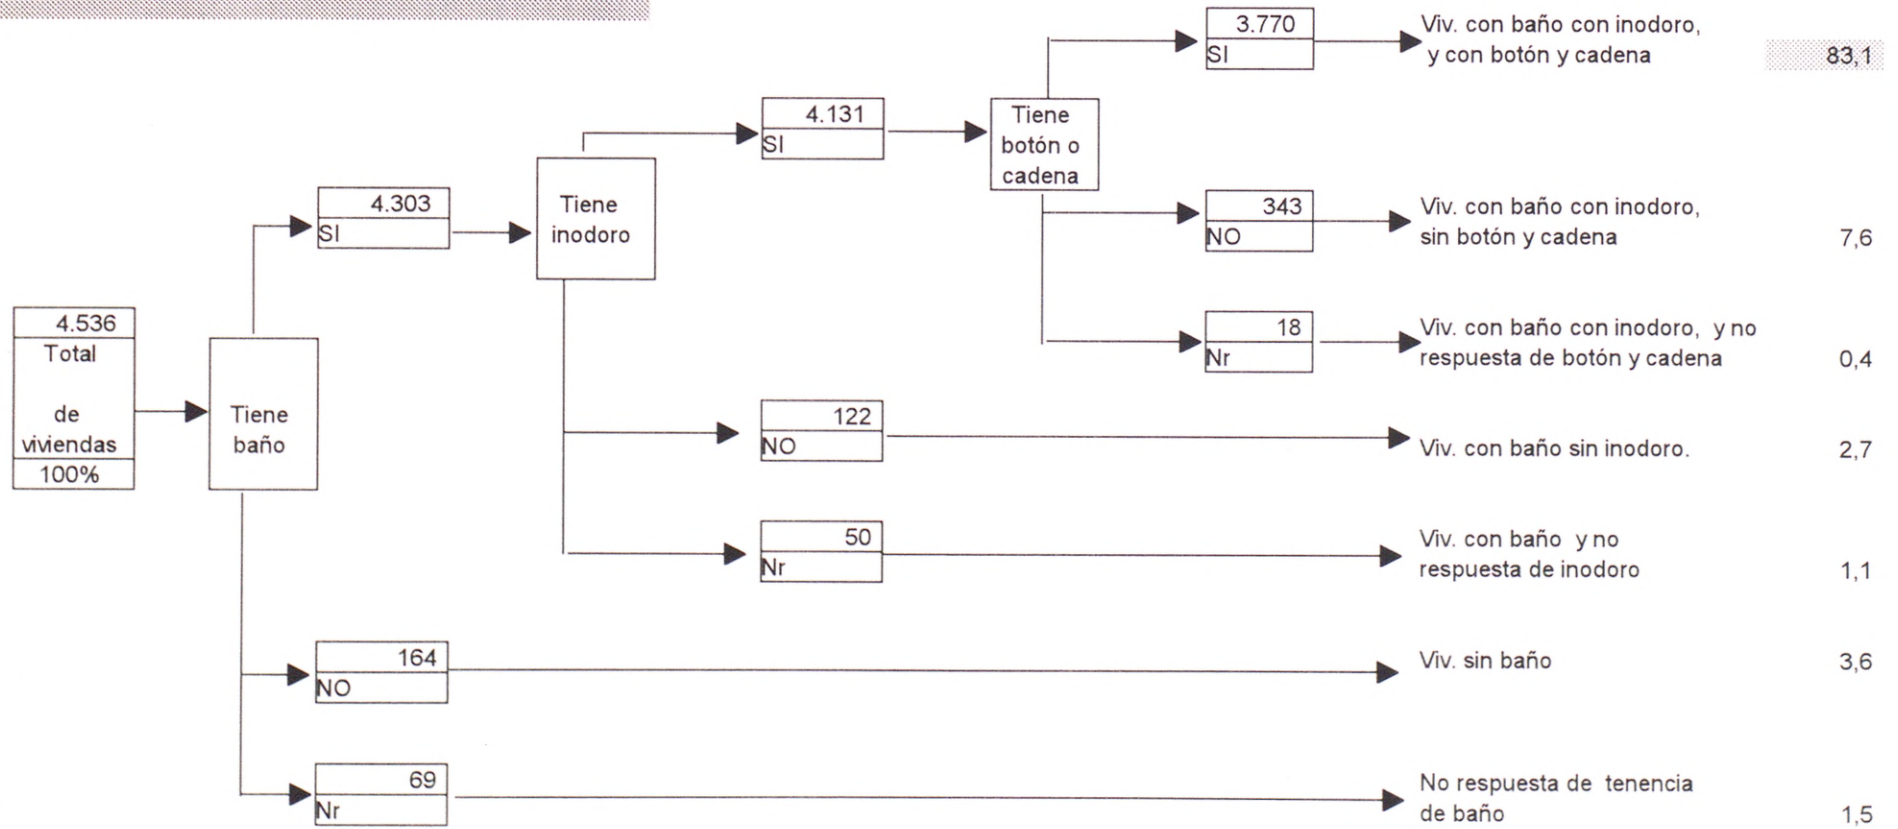 3.770
SI
Viv. con baño con inodoro,
y con botón y cadena
83,1
4.131
SI
Tiene
botón o
cadena
4.303
SI
Tiene
inodoro
343
NO
Viv. con baño con inodoro,
sin botón y cadena
7,6
4.536
Total
de
viviendas
100%
Tiene
baño
18
Nr
Viv. con baño con inodoro, y no
respuesta de botón y cadena
0,4
122
NO
Viv. con baño sin inodoro.
2,7
50
Nr
Viv. con baño y no
respuesta de inodoro
1,1
164
NO
Viv. sin baño
3,6
69
Nr
No respuesta de tenencia
de baño
1,5